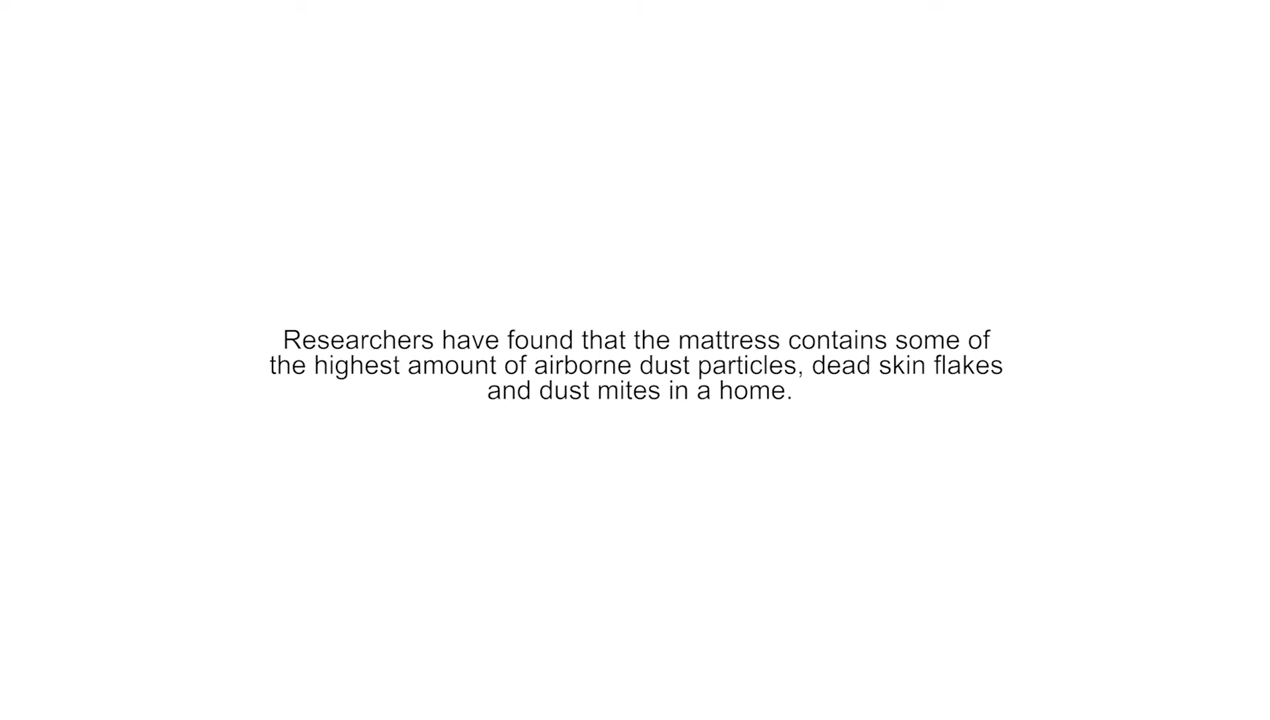 Researchers have found that the mattress contains some of
the highest amount of airborne dust particles, dead skin flakes
and dust mites in a home.